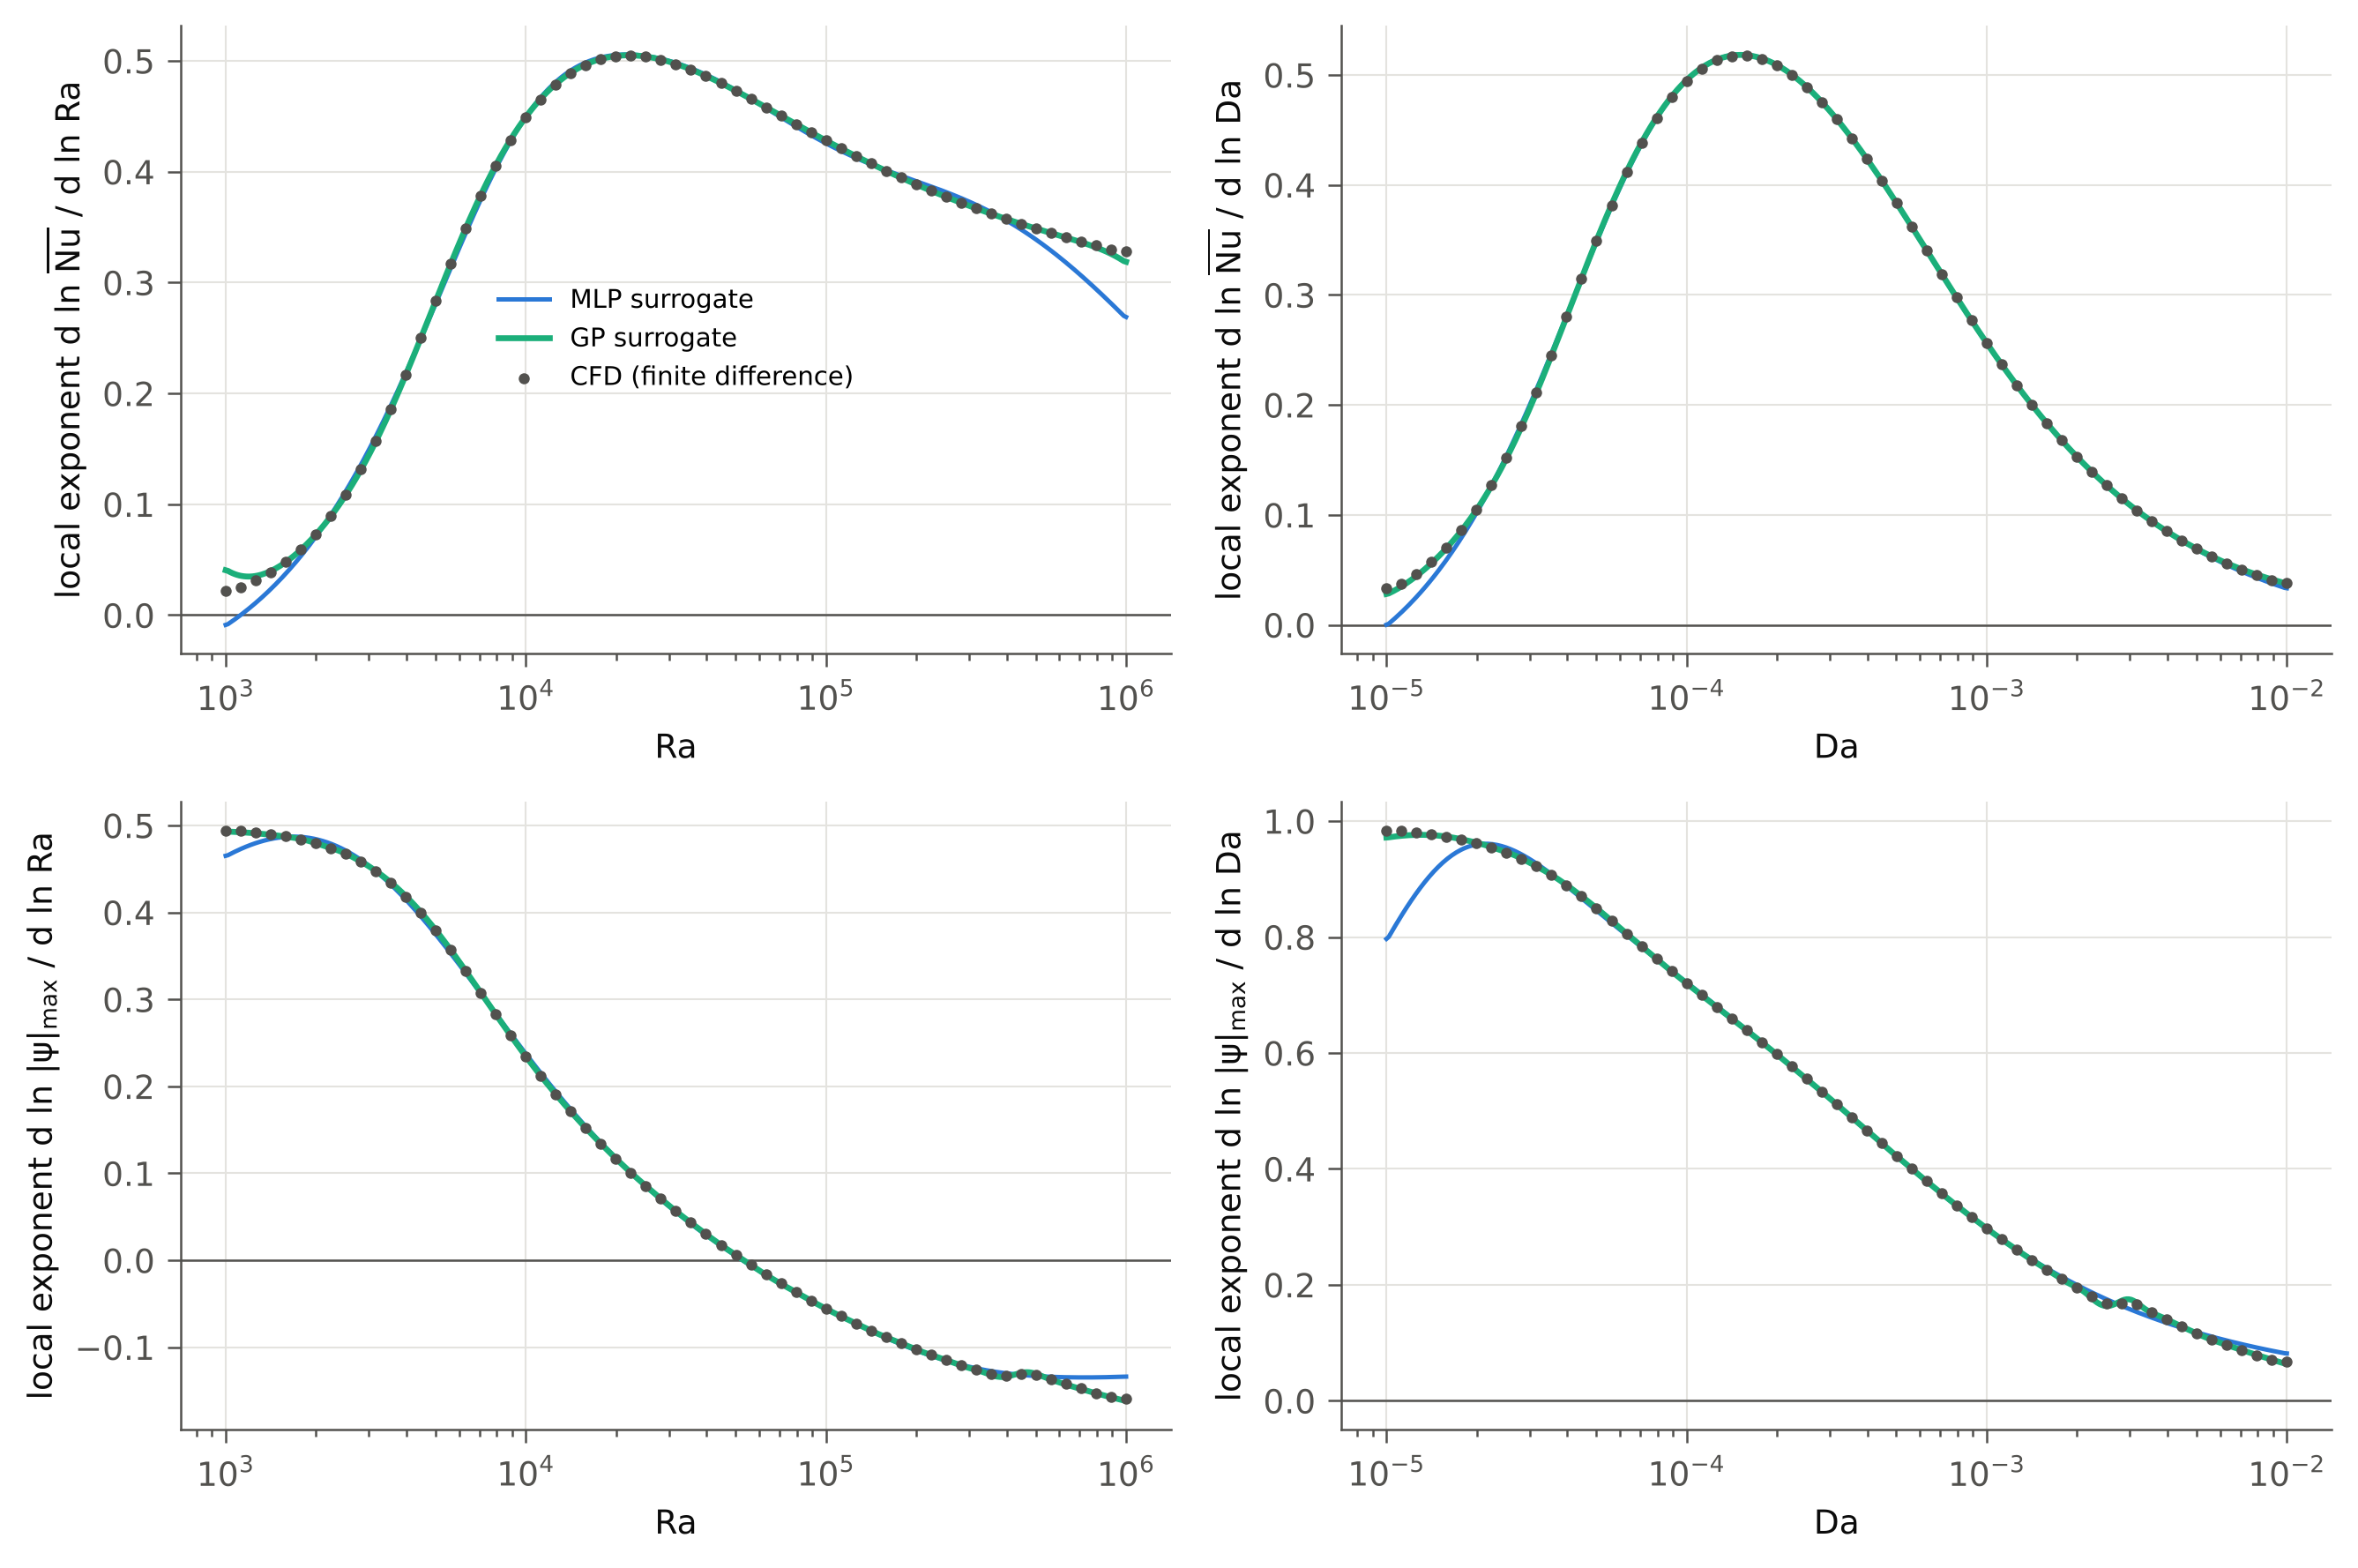 local exponent d ln N̅u̅ / d ln Ra
0.5
0.4
0.3
0.2
0.1
0.0
MLP surrogate
GP surrogate
CFD (finite difference)
10³ 10⁴ 10⁵ 10⁶
Ra
local exponent d ln N̅u̅ / d ln Da
0.5
0.4
0.3
0.2
0.1
0.0
10⁻⁵ 10⁻⁴ 10⁻³ 10⁻²
Da
local exponent d ln |ψ|ₘₐₓ / d ln Ra
0.5
0.4
0.3
0.2
0.1
0.0
−0.1
10³ 10⁴ 10⁵ 10⁶
Ra
local exponent d ln |ψ|ₘₐₓ / d ln Da
1.0
0.8
0.6
0.4
0.2
0.0
10⁻⁵ 10⁻⁴ 10⁻³ 10⁻²
Da